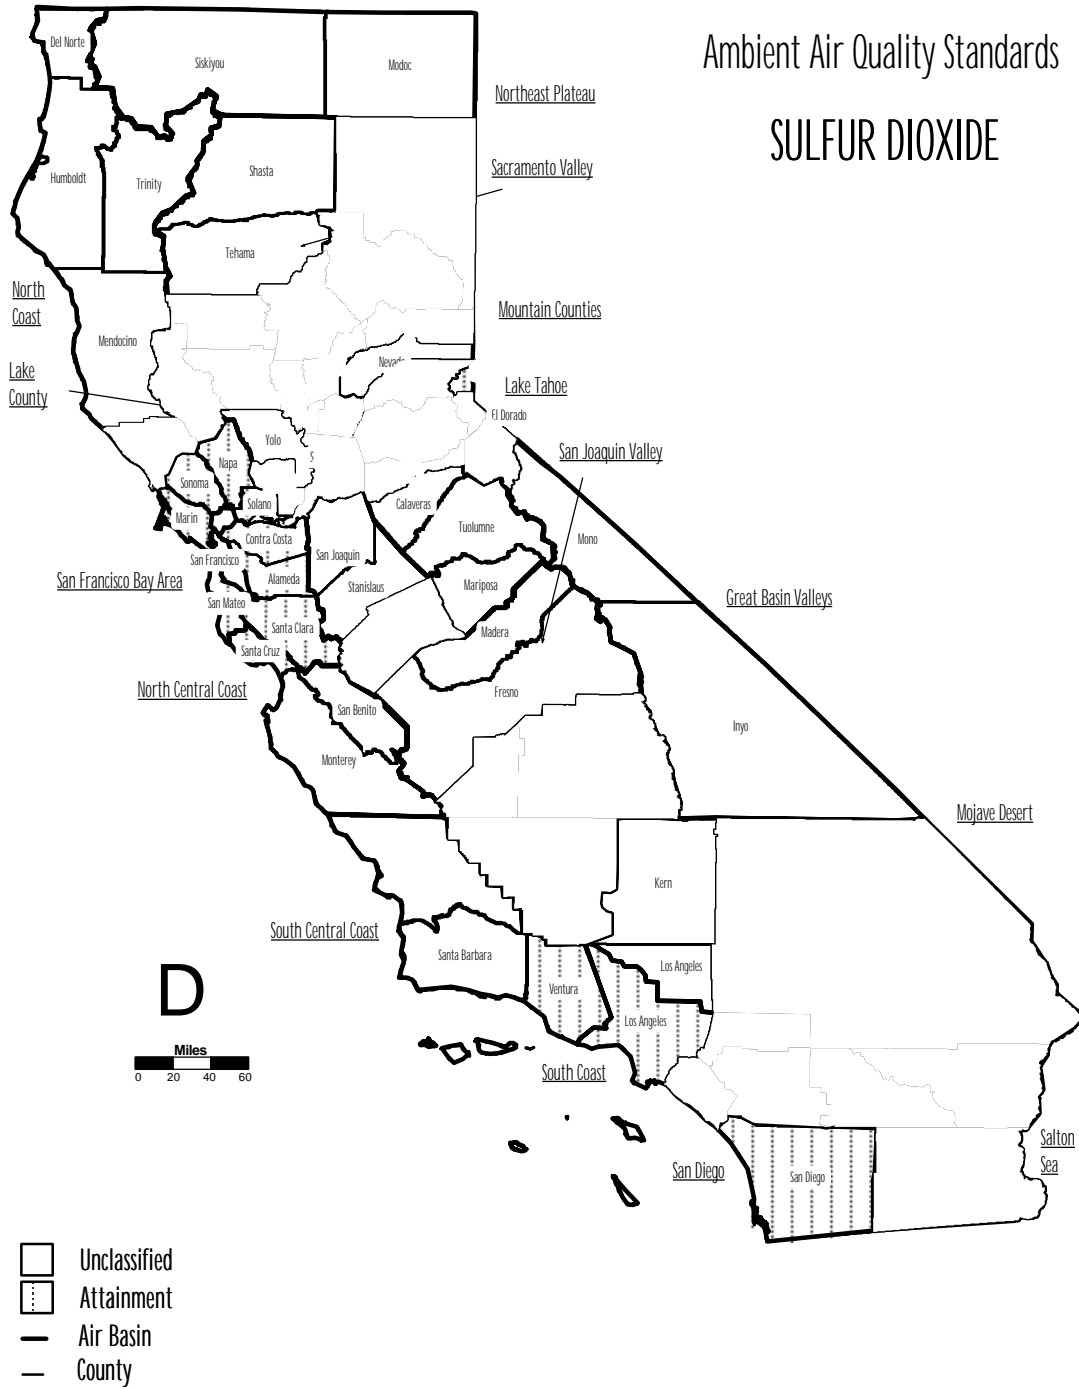 Ambient Air Quality Standards
SULFUR DIOXIDE
Del Norte
Siskiyou
Modoc
Northeast Plateau
Sacramento Valley
Humboldt
Trinity
Shasta
Tehama
North
Coast
Mountain Counties
Mendocino
Nevada
Lake
County
Lake Tahoe
El Dorado
Yolo
S
San Joaquin Valley
Napa
Sonoma
Solano
Calaveras
Marin
Tuolumne
Contra Costa
Mono
San Francisco
San Joaquin
San Francisco Bay Area
Alameda
Stanislaus
Mariposa
San Mateo
Great Basin Valleys
Santa Clara
Madera
Santa Cruz
North Central Coast
Fresno
San Benito
Inyo
Monterey
Mojave Desert
Kern
South Central Coast
Santa Barbara
Los Angeles
Ventura
D
Los Angeles
Miles
0 20 40 60
South Coast
Salton
Sea
San Diego
San Diego
Unclassified
Attainment
Air Basin
County